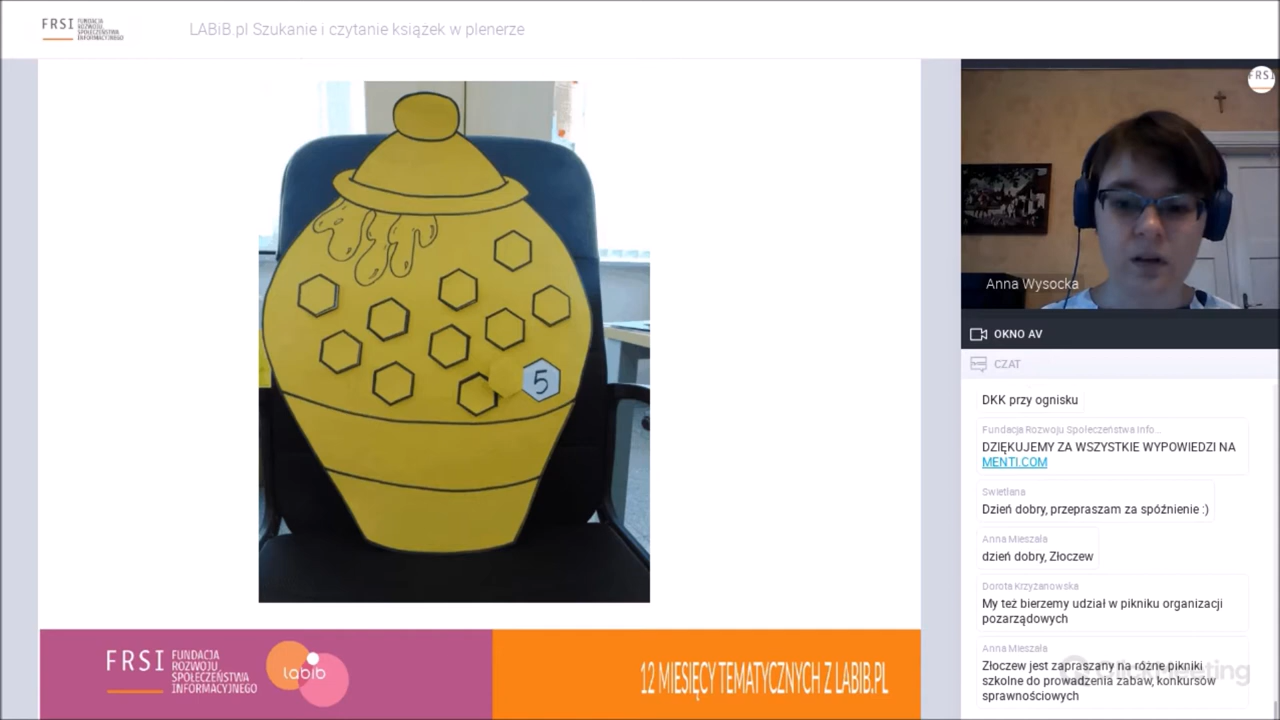 FRSI FUNDACJA
ROZWOJU
SPOŁECZEŃSTWA
INFORMACYJNEGO
LABiB.pl Szukanie i czytanie książek w plenerze
5
FRSI FUNDACJA
ROZWOJU
SPOŁECZEŃSTWA
INFORMACYJNEGO
labib
12 MIESIĘCY TEMATYCZNYCH Z LABIB.PL
FRSI
Anna Wysocka
OKNO AV
CZAT
DKK przy ognisku
Fundacja Rozwoju Społeczeństwa Info...
DZIĘKUJEMY ZA WSZYSTKIE WYPOWIEDZI NA
MENTI.COM
Swietłana
Dzień dobry, przepraszam za spóźnienie :)
Anna Mieszała
dzień dobry, Złoczew
Dorota Krzyżanowska
My też bierzemy udział w pikniku organizacji
pozarządowych
Anna Mieszała
Złoczew jest zapraszany na różne pikniki
szkolne do prowadzenia zabaw, konkursów
sprawnościowych